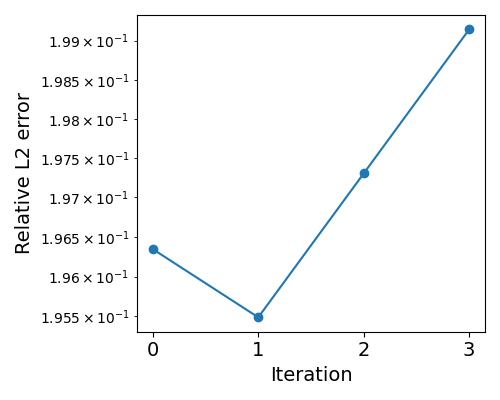 Relative L2 error
1.99 × 10⁻¹
1.985 × 10⁻¹
1.98 × 10⁻¹
1.975 × 10⁻¹
1.97 × 10⁻¹
1.965 × 10⁻¹
1.96 × 10⁻¹
1.955 × 10⁻¹
0 1 2 3
Iteration